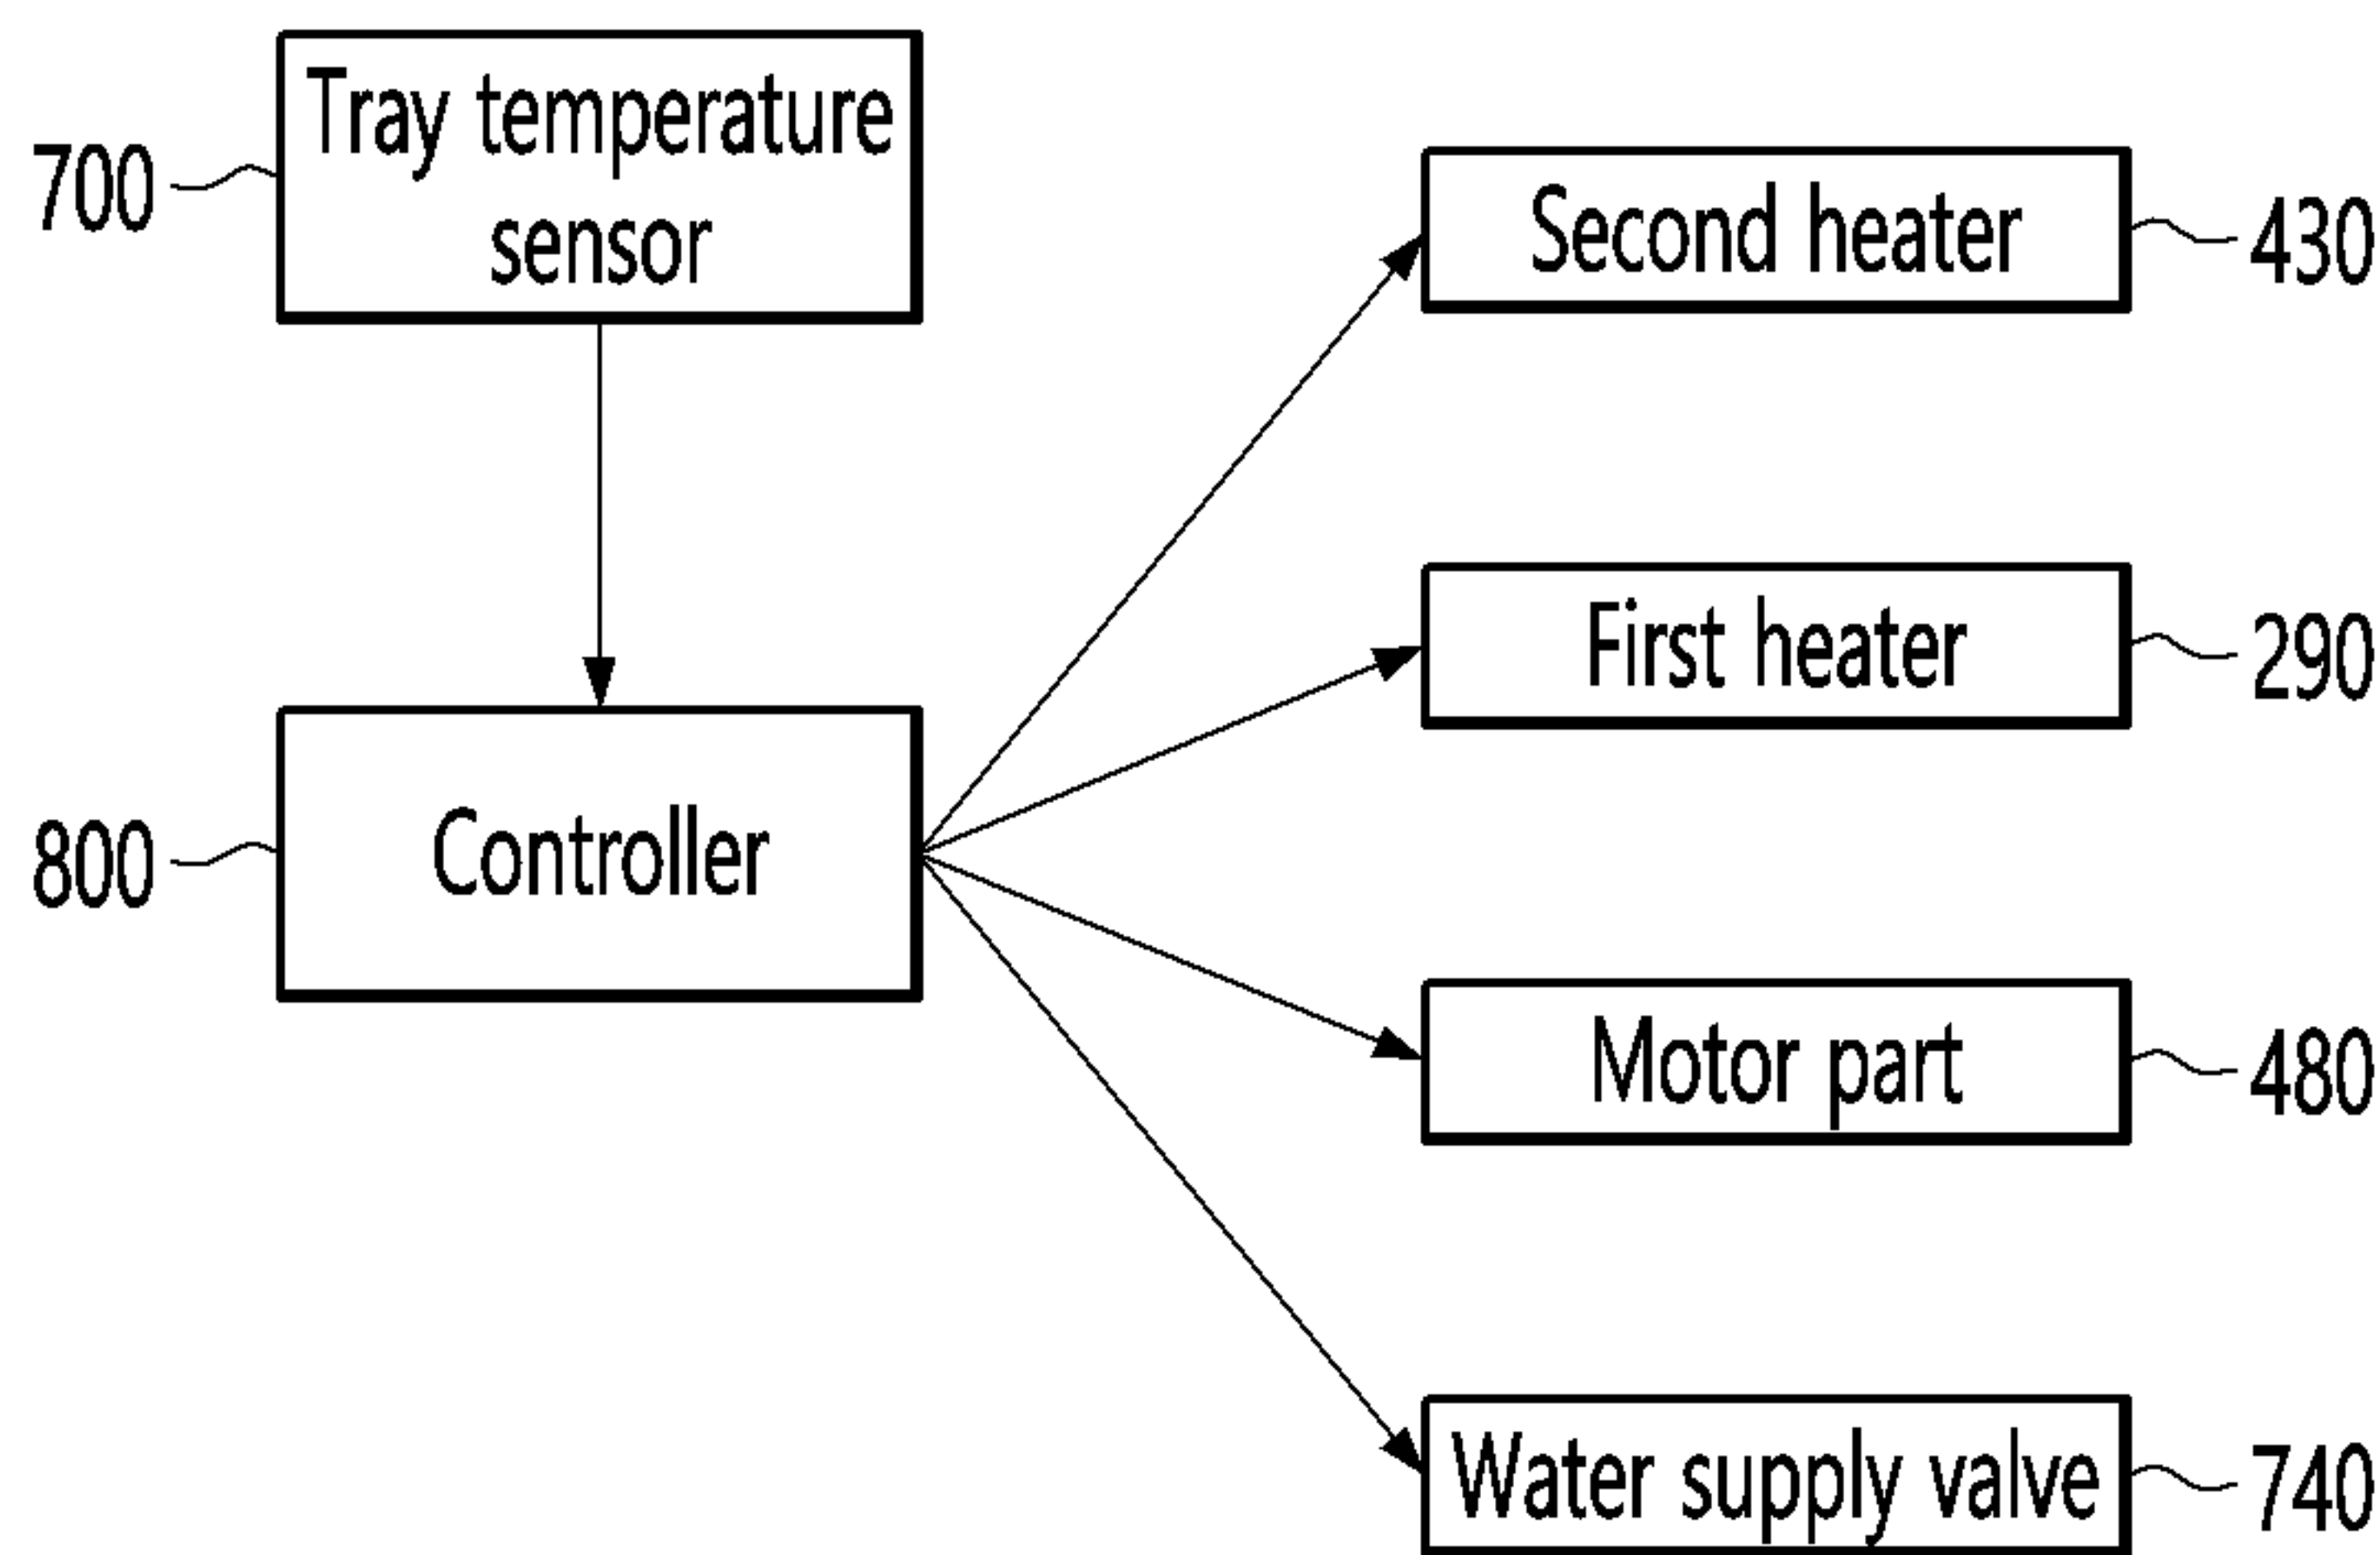 Tray temperature
sensor
700
Second heater
430
First heater
290
Controller
800
Motor part
480
Water supply valve
740